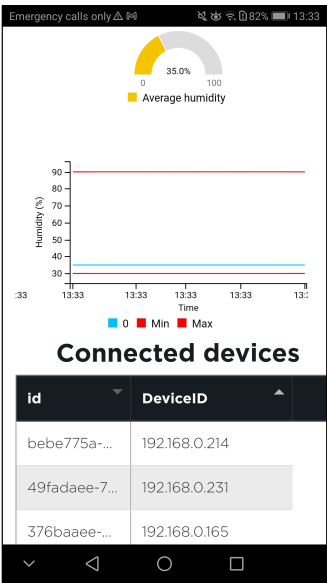 Emergency calls only 82% 13:33
35.0%
0 100
Average humidity
90
80
70
60
50
40
30
Humidity (%)
:33 13:33 13:33 13:33 13:33 13::
Time
0 Min Max
Connected devices
id DeviceID
bebe775a-... 192.168.0.214
49fadaee-7... 192.168.0.231
376baaee-... 192.168.0.165